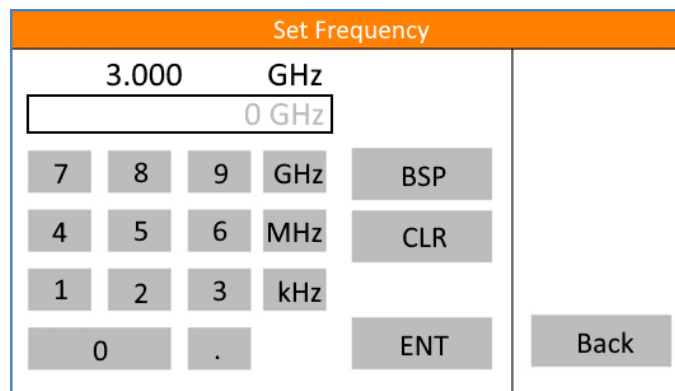 Set Frequency
3.000 GHz
0 GHz
7 8 9 GHz BSP
4 5 6 MHz CLR
1 2 3 kHz
0 . ENT Back